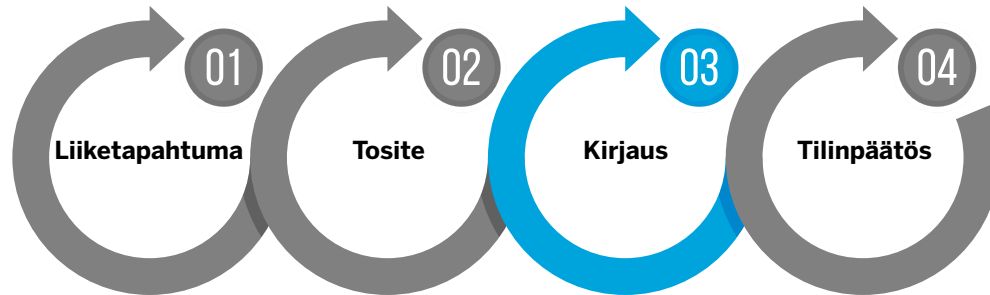 01
Liiketapahtuma
02
Tosite
03
Kirjaus
04
Tilinpäätös